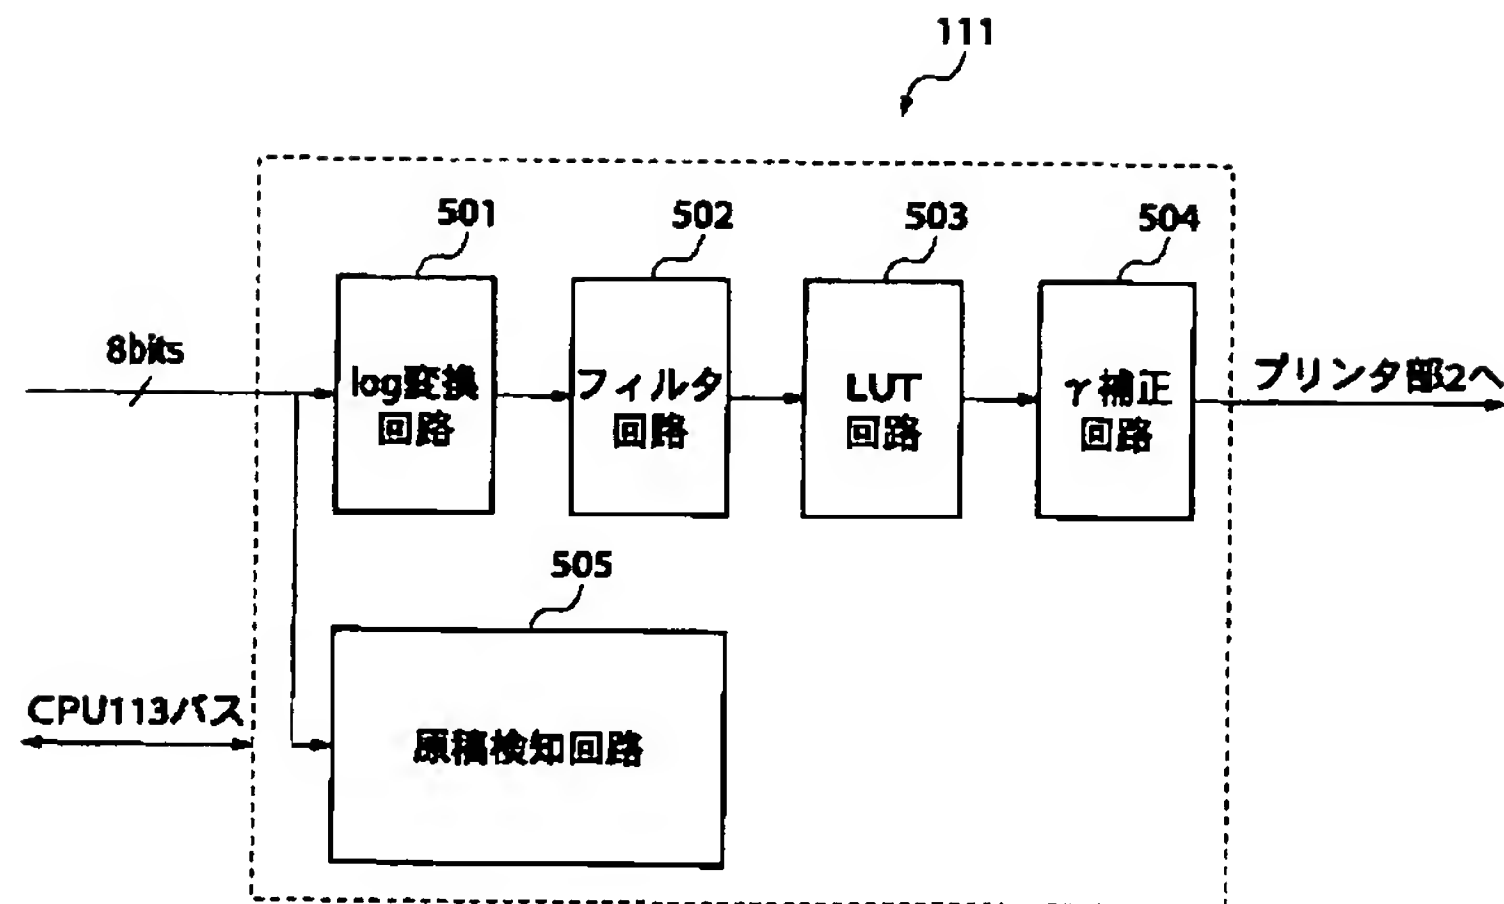 111
501
502
503
504
8bits
log変換
回路
フィルタ
回路
LUT
回路
γ補正
回路
プリンタ部2へ
505
CPU113バス
原稿検知回路